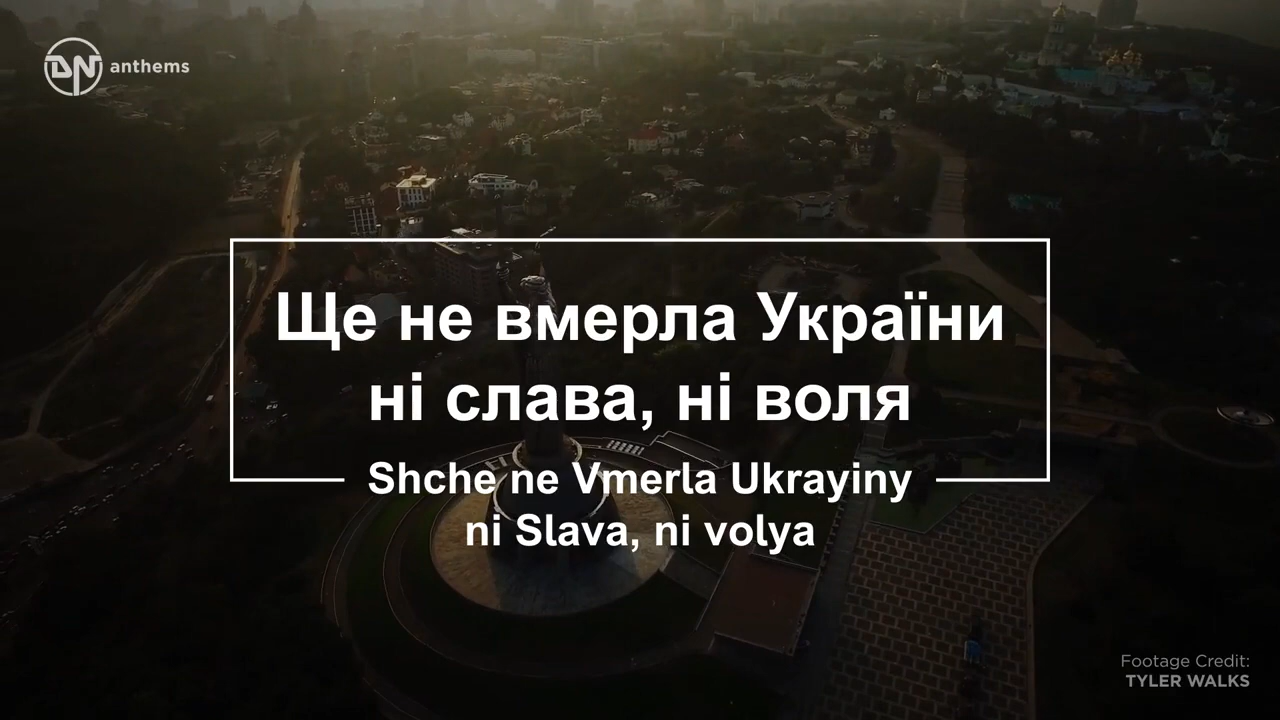 DN anthems
Ще не вмерла України
ні слава, ні воля
Shche ne Vmerla Ukrayiny
ni Slava, ni volya
Footage Credit:
TYLER WALKS